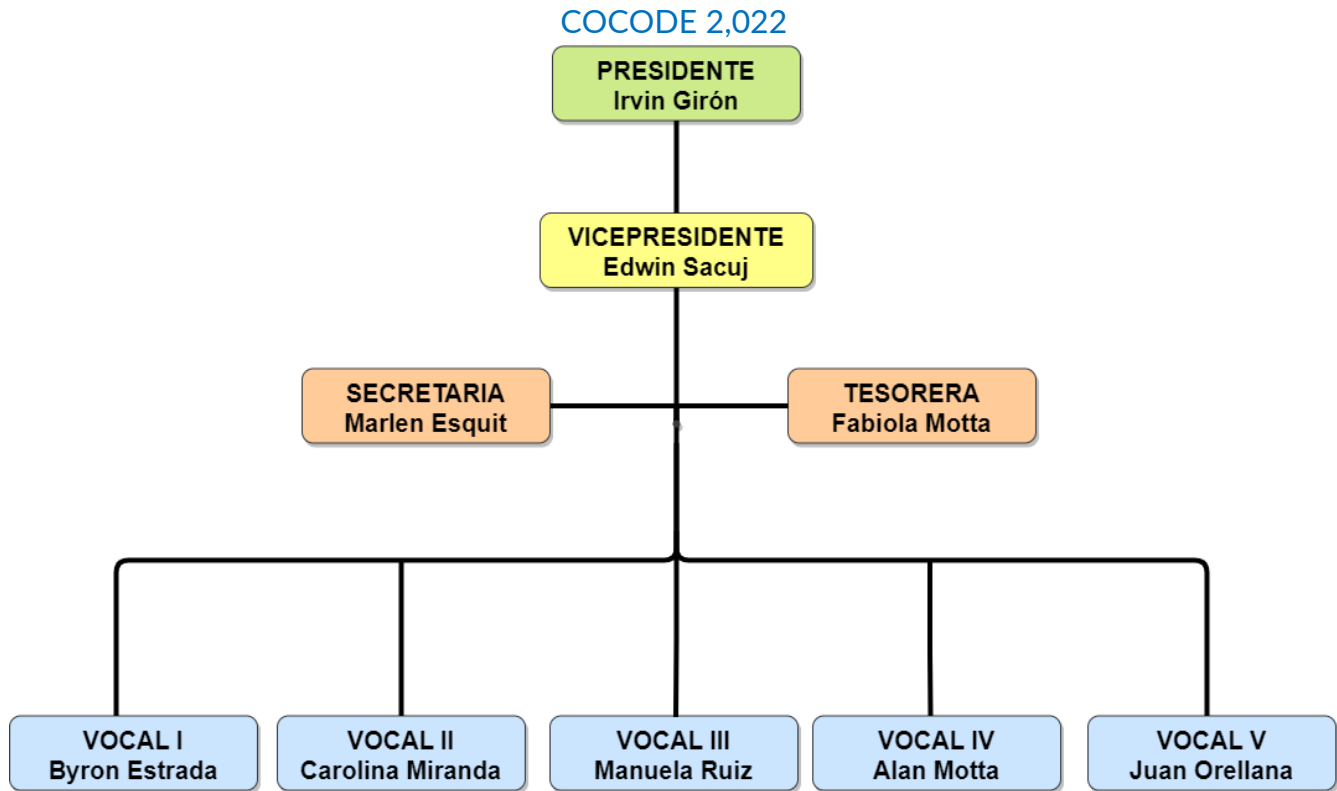 COCODE 2,022
PRESIDENTE
Irvin Girón
VICEPRESIDENTE
Edwin Sacuj
SECRETARIA
Marlen Esquit
TESORERA
Fabiola Motta
VOCAL I
Byron Estrada
VOCAL II
Carolina Miranda
VOCAL III
Manuela Ruiz
VOCAL IV
Alan Motta
VOCAL V
Juan Orellana